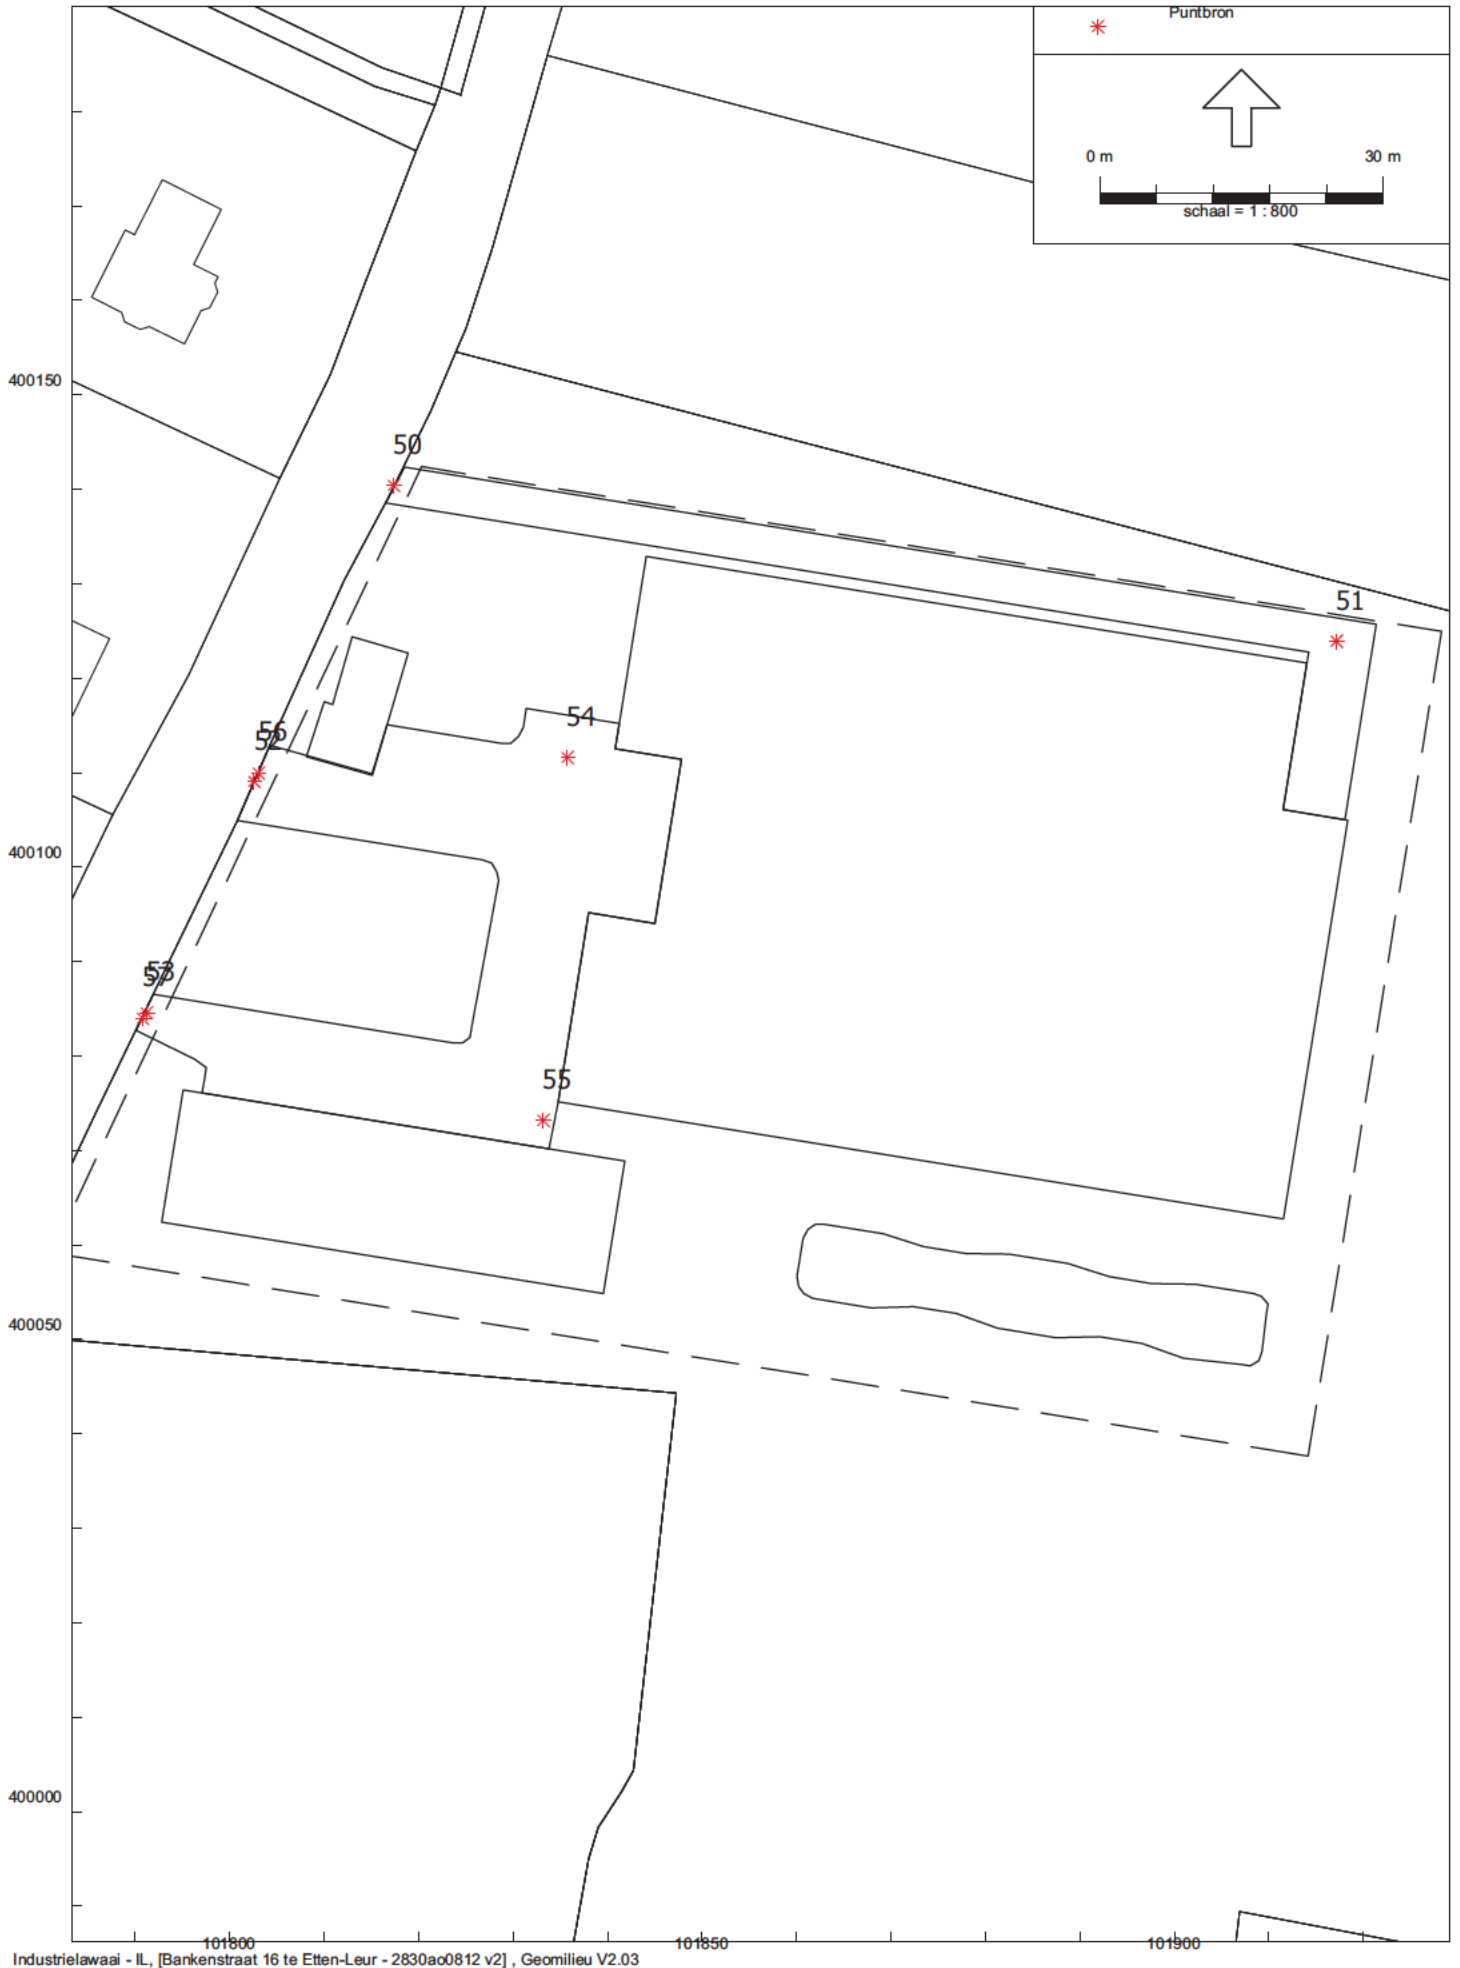 Puntbron
0 m 30 m
schaal = 1 : 800
400150
50
51
54
56
52
400100
53
57
55
400050
400000
101800 101850 101900
Industrielawaai - IL, [Bankenstraat 16 te Etten-Leur - 2830ao0812 v2] , Geomilieu V2.03